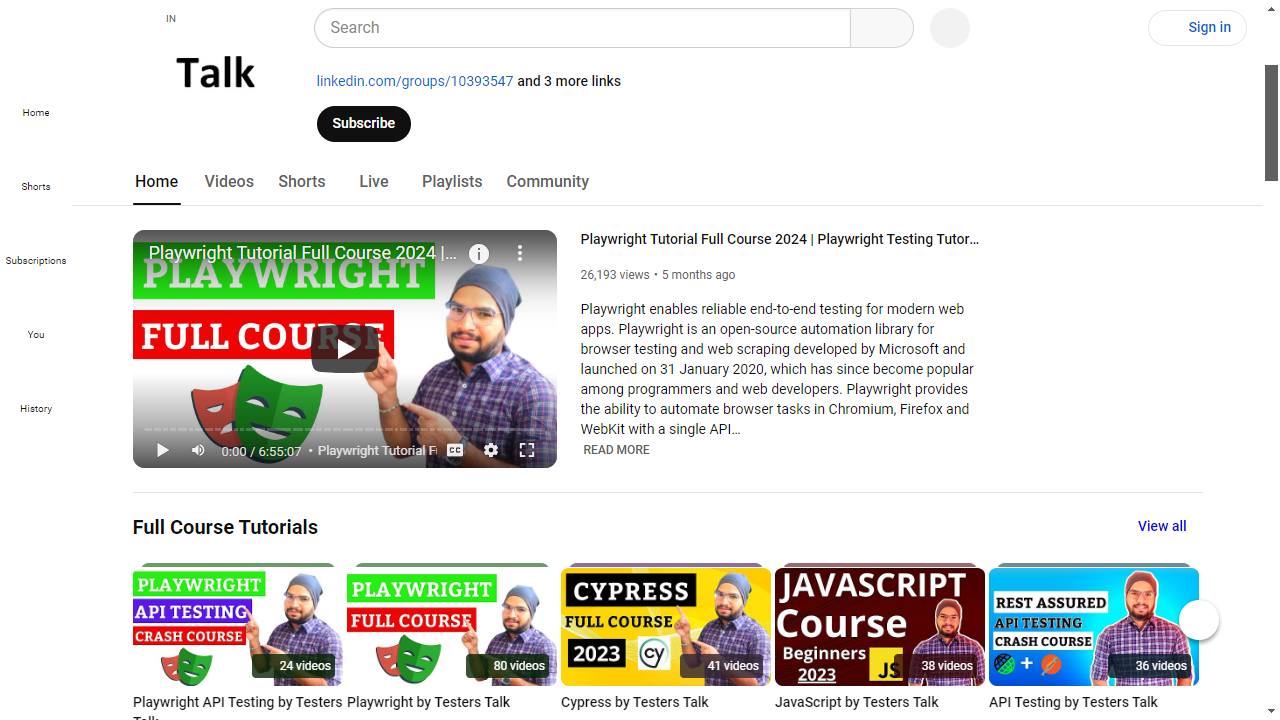 IN
Search
Sign in
Talk
linkedin.com/groups/10393547 and 3 more links
Subscribe
Home
Shorts
Subscriptions
You
History
Home Videos Shorts Live Playlists Community
Playwright Tutorial Full Course 2024 |...
PLAYWRIGHT
FULL COURSE
0:00 / 6:55:07 • Playwright Tutorial F
CC
Playwright Tutorial Full Course 2024 | Playwright Testing Tutor...
26,193 views • 5 months ago
Playwright enables reliable end-to-end testing for modern web
apps. Playwright is an open-source automation library for
browser testing and web scraping developed by Microsoft and
launched on 31 January 2020, which has since become popular
among programmers and web developers. Playwright provides
the ability to automate browser tasks in Chromium, Firefox and
WebKit with a single API...
READ MORE
Full Course Tutorials
View all
PLAYWRIGHT
API TESTING
CRASH COURSE
24 videos
Playwright API Testing by Testers
Talk
PLAYWRIGHT
FULL COURSE
80 videos
Playwright by Testers Talk
CYPRESS
FULL COURSE
2023
cy
41 videos
Cypress by Testers Talk
JAVASCRIPT
Course
Beginners
2023
JS
38 videos
JavaScript by Testers Talk
REST ASSURED
API TESTING
CRASH COURSE
+
36 videos
API Testing by Testers Talk